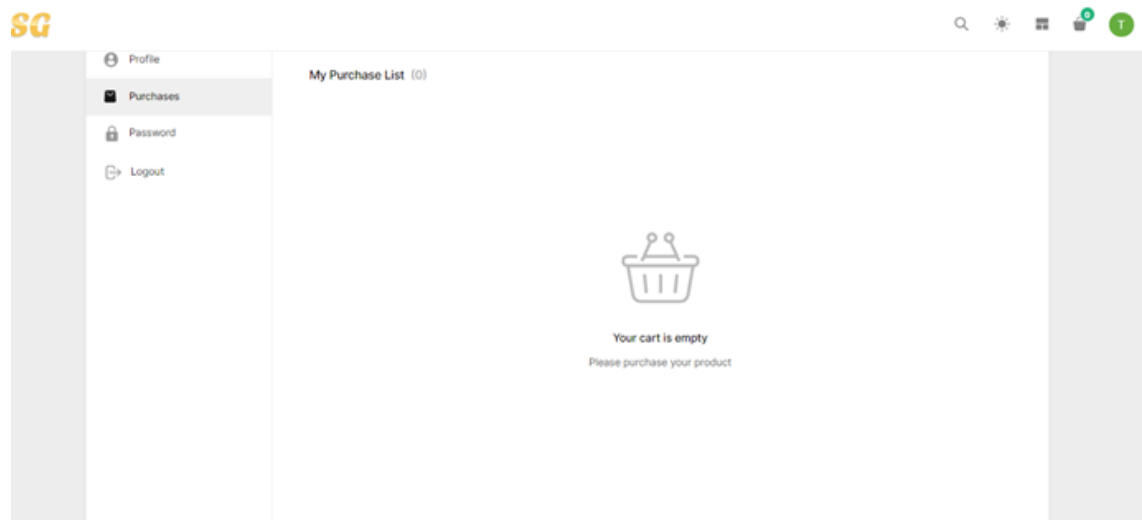 SG
0
T
Profile
Purchases
Password
Logout
My Purchase List (0)
Your cart is empty
Please purchase your product